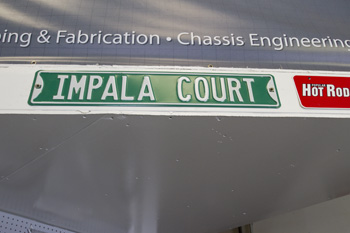 ing & Fabrication • Chassis Engineering
IMPALA COURT
HOT ROD